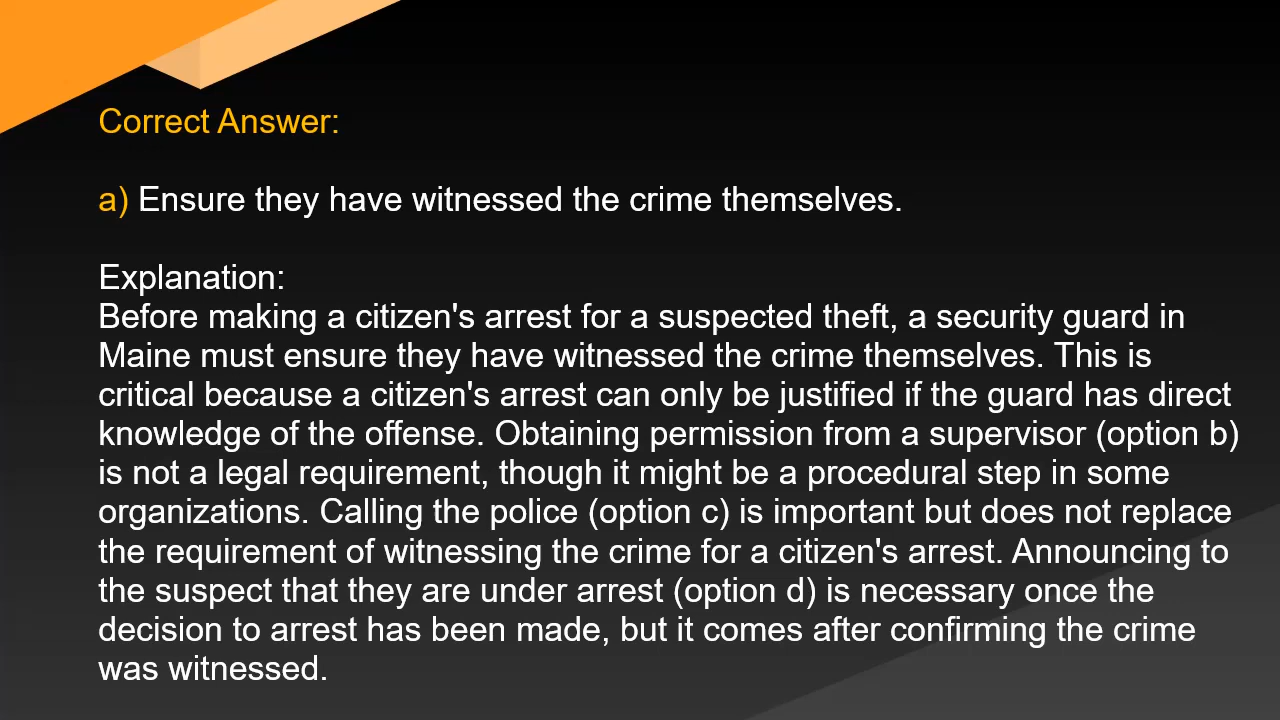 Correct Answer:
a) Ensure they have witnessed the crime themselves.
Explanation:
Before making a citizen's arrest for a suspected theft, a security guard in
Maine must ensure they have witnessed the crime themselves. This is
critical because a citizen's arrest can only be justified if the guard has direct
knowledge of the offense. Obtaining permission from a supervisor (option b)
is not a legal requirement, though it might be a procedural step in some
organizations. Calling the police (option c) is important but does not replace
the requirement of witnessing the crime for a citizen's arrest. Announcing to
the suspect that they are under arrest (option d) is necessary once the
decision to arrest has been made, but it comes after confirming the crime
was witnessed.